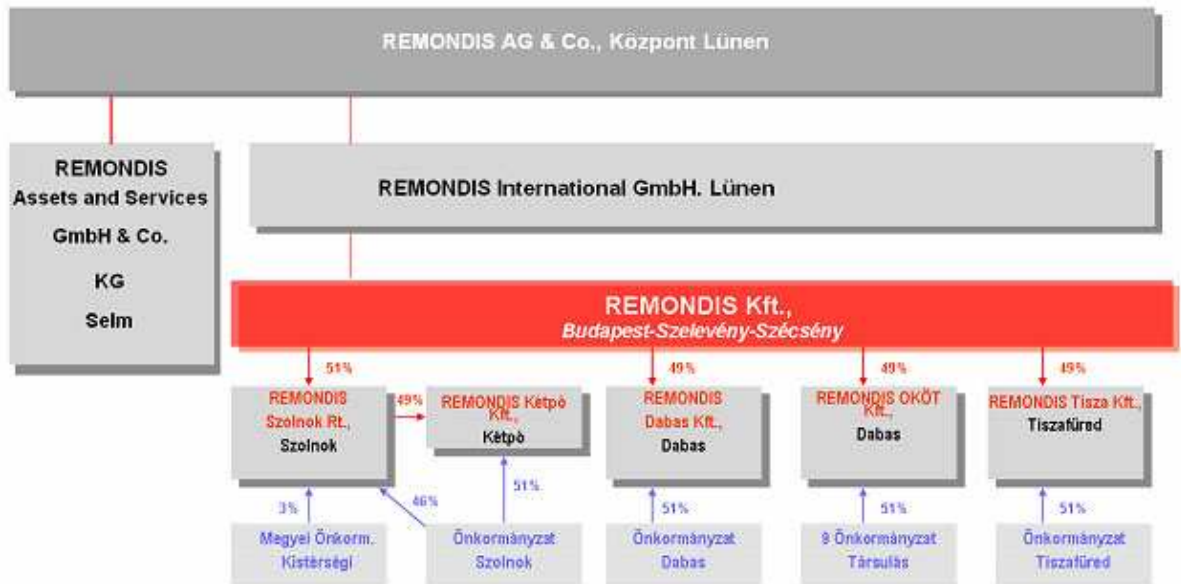 REMONDIS AG & Co., Központ Lünen
REMONDIS
Assets and Services
GmbH & Co.
KG
Selm
REMONDIS International GmbH. Lünen
REMONDIS Kft.,
Budapest-Szelevény-Szécsény
51%
49%
49%
49%
REMONDIS
Szolnok Rt.,
Szolnok
49%
REMONDIS Kétpò
Kft.,
Kétpò
REMONDIS
Dabas Kft.,
Dabas
REMONDIS OKÖT
Kft.,
Dabas
REMONDIS Tisza Kft.,
Tiszafüred
3%
46%
51%
51%
51%
51%
Megyei Önkorm.
Kistérségi
Önkormányzat
Szolnok
Önkormányzat
Dabas
9 Önkormányzat
Társulás
Önkormányzat
Tiszafüred